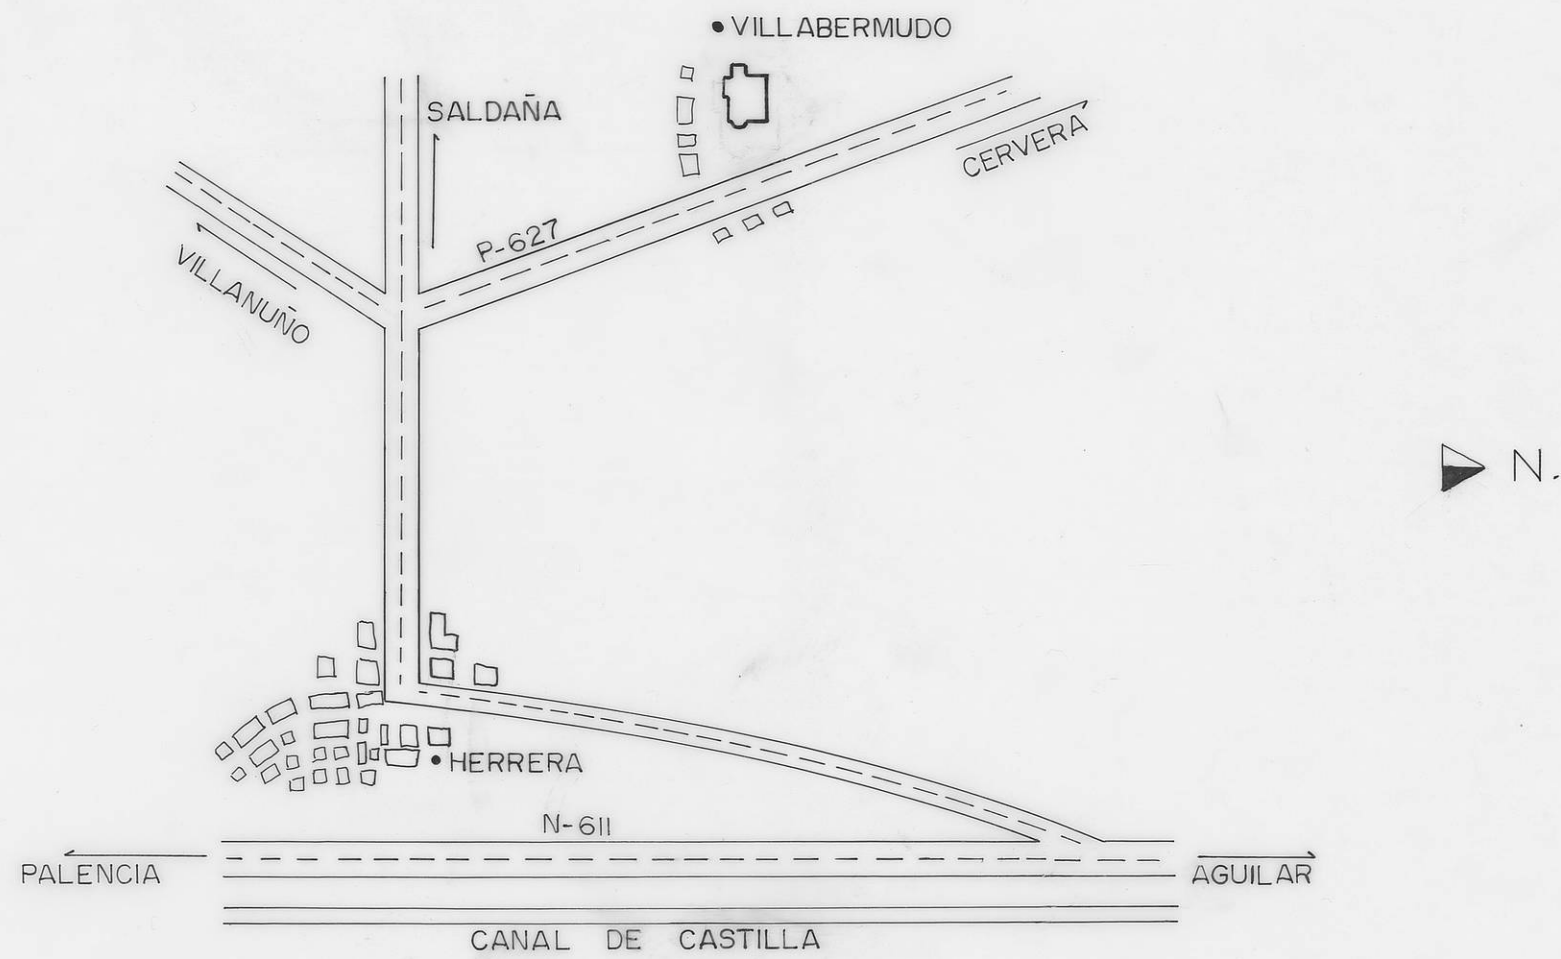 VILLABERMUDO
SALDAÑA
CERVERA
P-627
VILLANUÑO
N.
HERRERA
N-611
PALENCIA
AGUILAR
CANAL DE CASTILLA